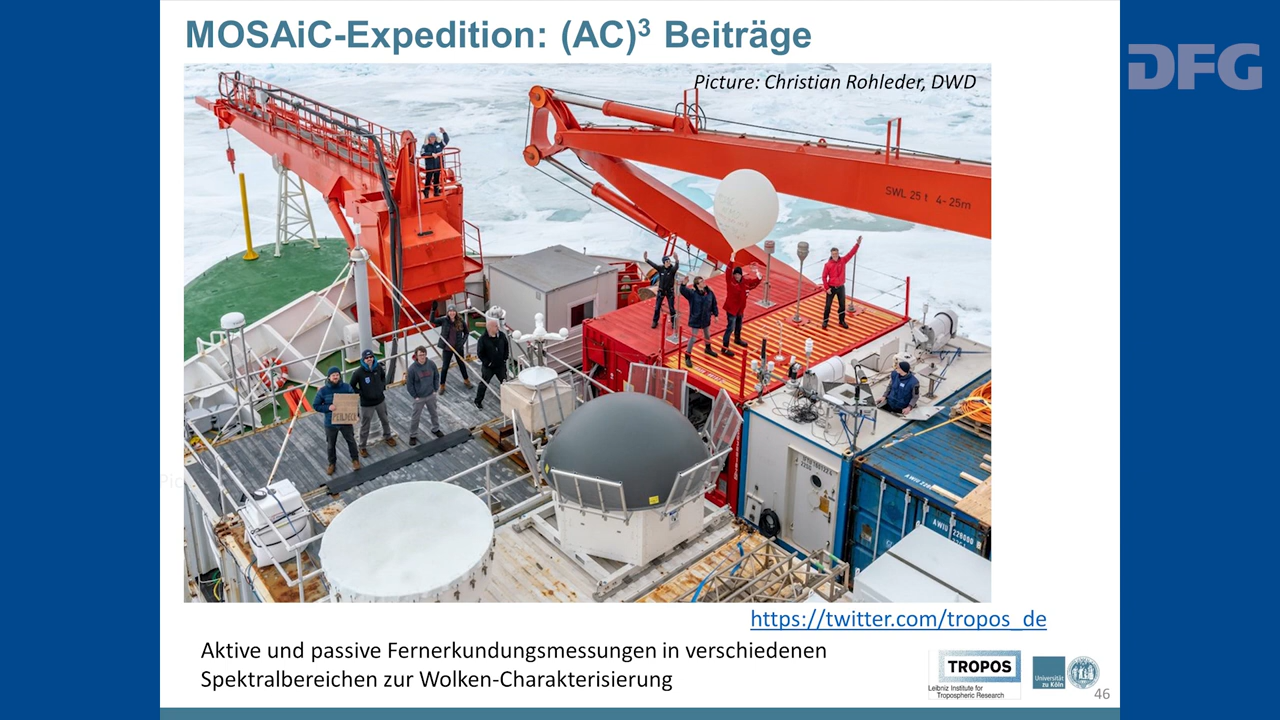 MOSAiC-Expedition: (AC)³ Beiträge
DFG
Picture: Christian Rohleder, DWD
SWL 25 t 4-25m
https://twitter.com/tropos_de
Aktive und passive Fernerkundungsmessungen in verschiedenen
Spektralbereichen zur Wolken-Charakterisierung
TROPOS
Leibniz Institute for
Tropospheric Research
Universität
zu Köln
46